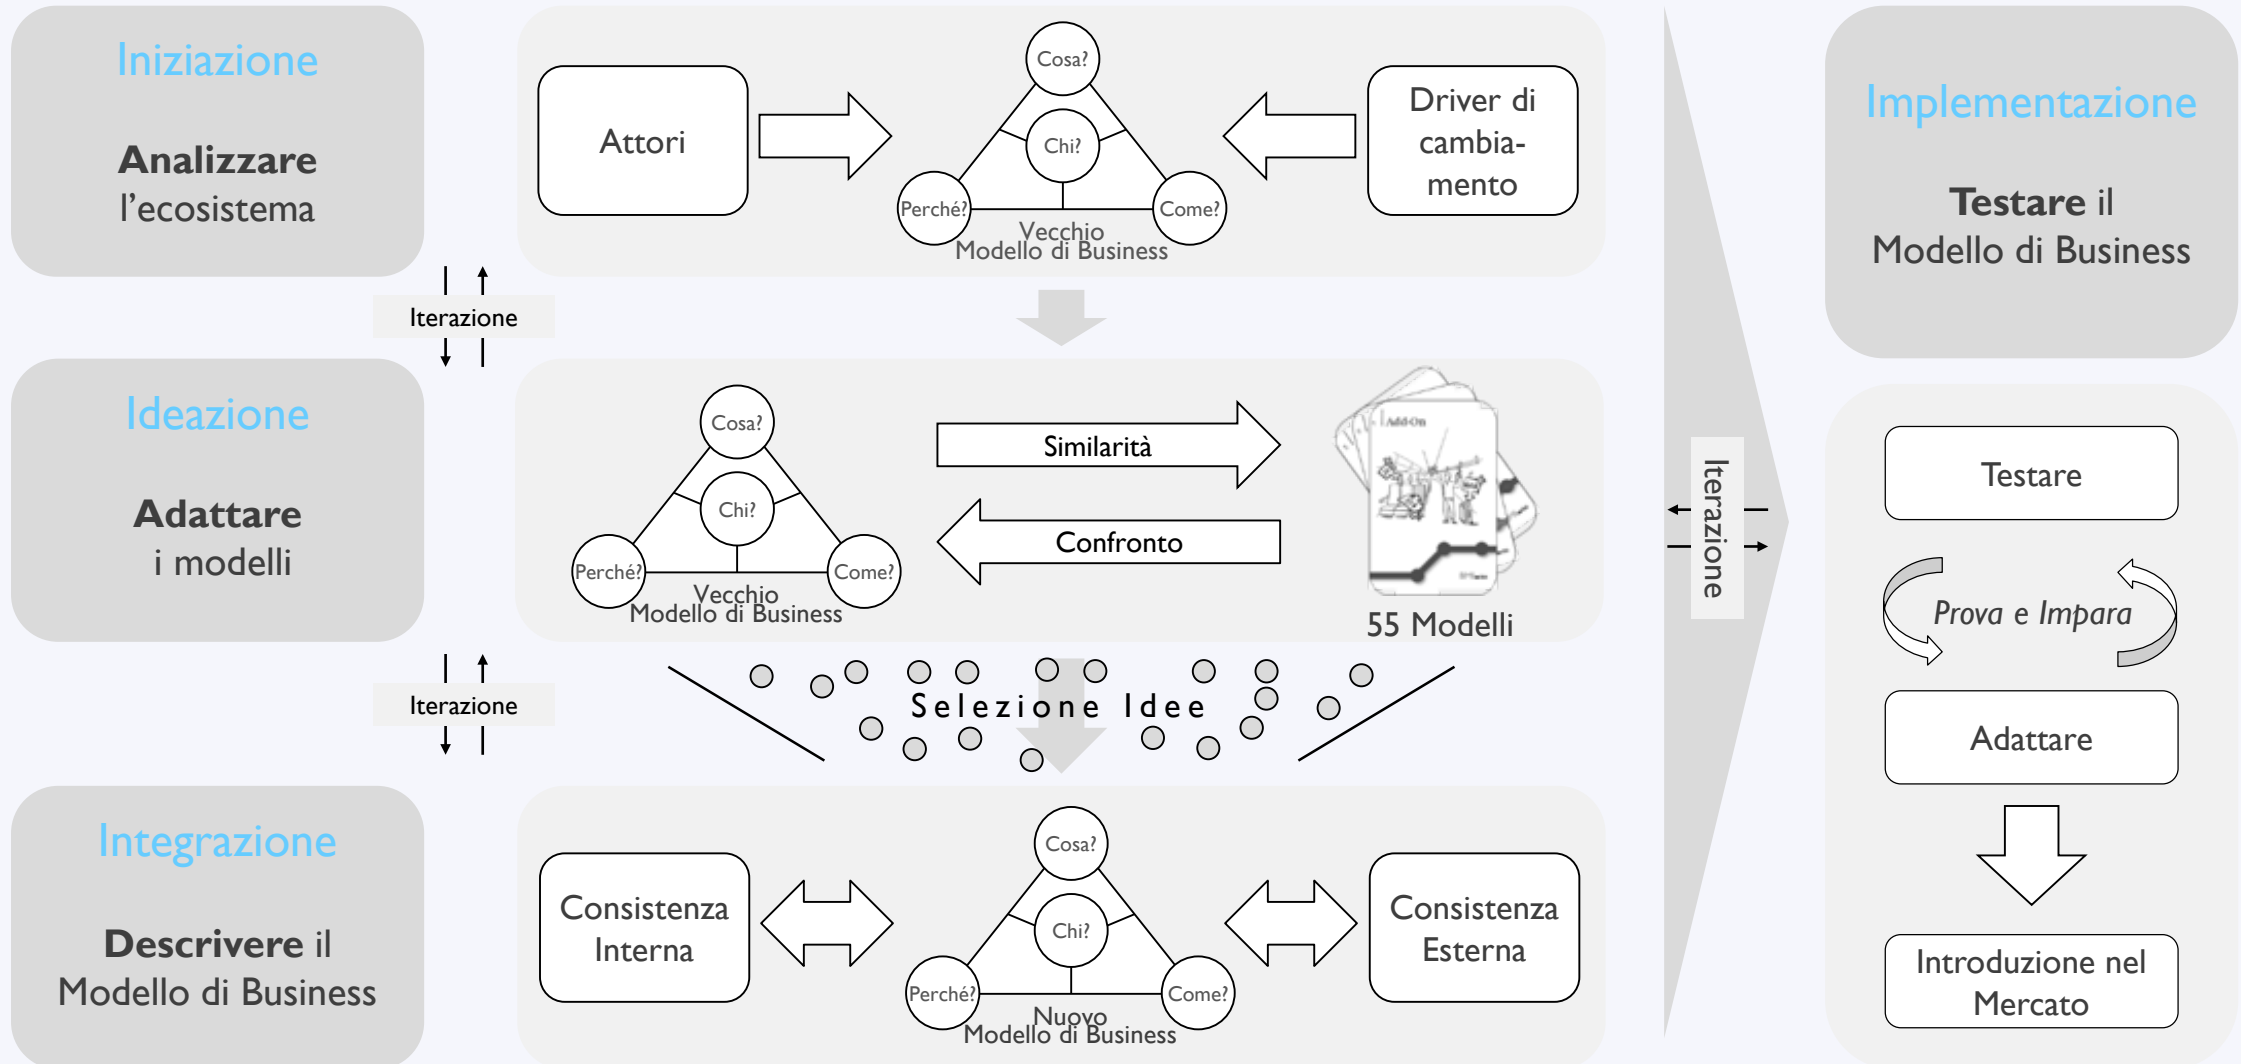 Iniziazione
Analizzare
l'ecosistema
Attori
Cosa?
Chi?
Perché?
Come?
Vecchio
Modello di Business
Driver di
cambia-
mento
Iterazione
Ideazione
Adattare
i modelli
Cosa?
Chi?
Perché?
Come?
Vecchio
Modello di Business
Similarità
Confronto
Add-On
55 Modelli
Iterazione
Selezione Idee
Integrazione
Descrivere il
Modello di Business
Consistenza
Interna
Cosa?
Chi?
Perché?
Come?
Nuovo
Modello di Business
Consistenza
Esterna
Iterazione
Implementazione
Testare il
Modello di Business
Testare
Prova e Impara
Adattare
Introduzione nel
Mercato